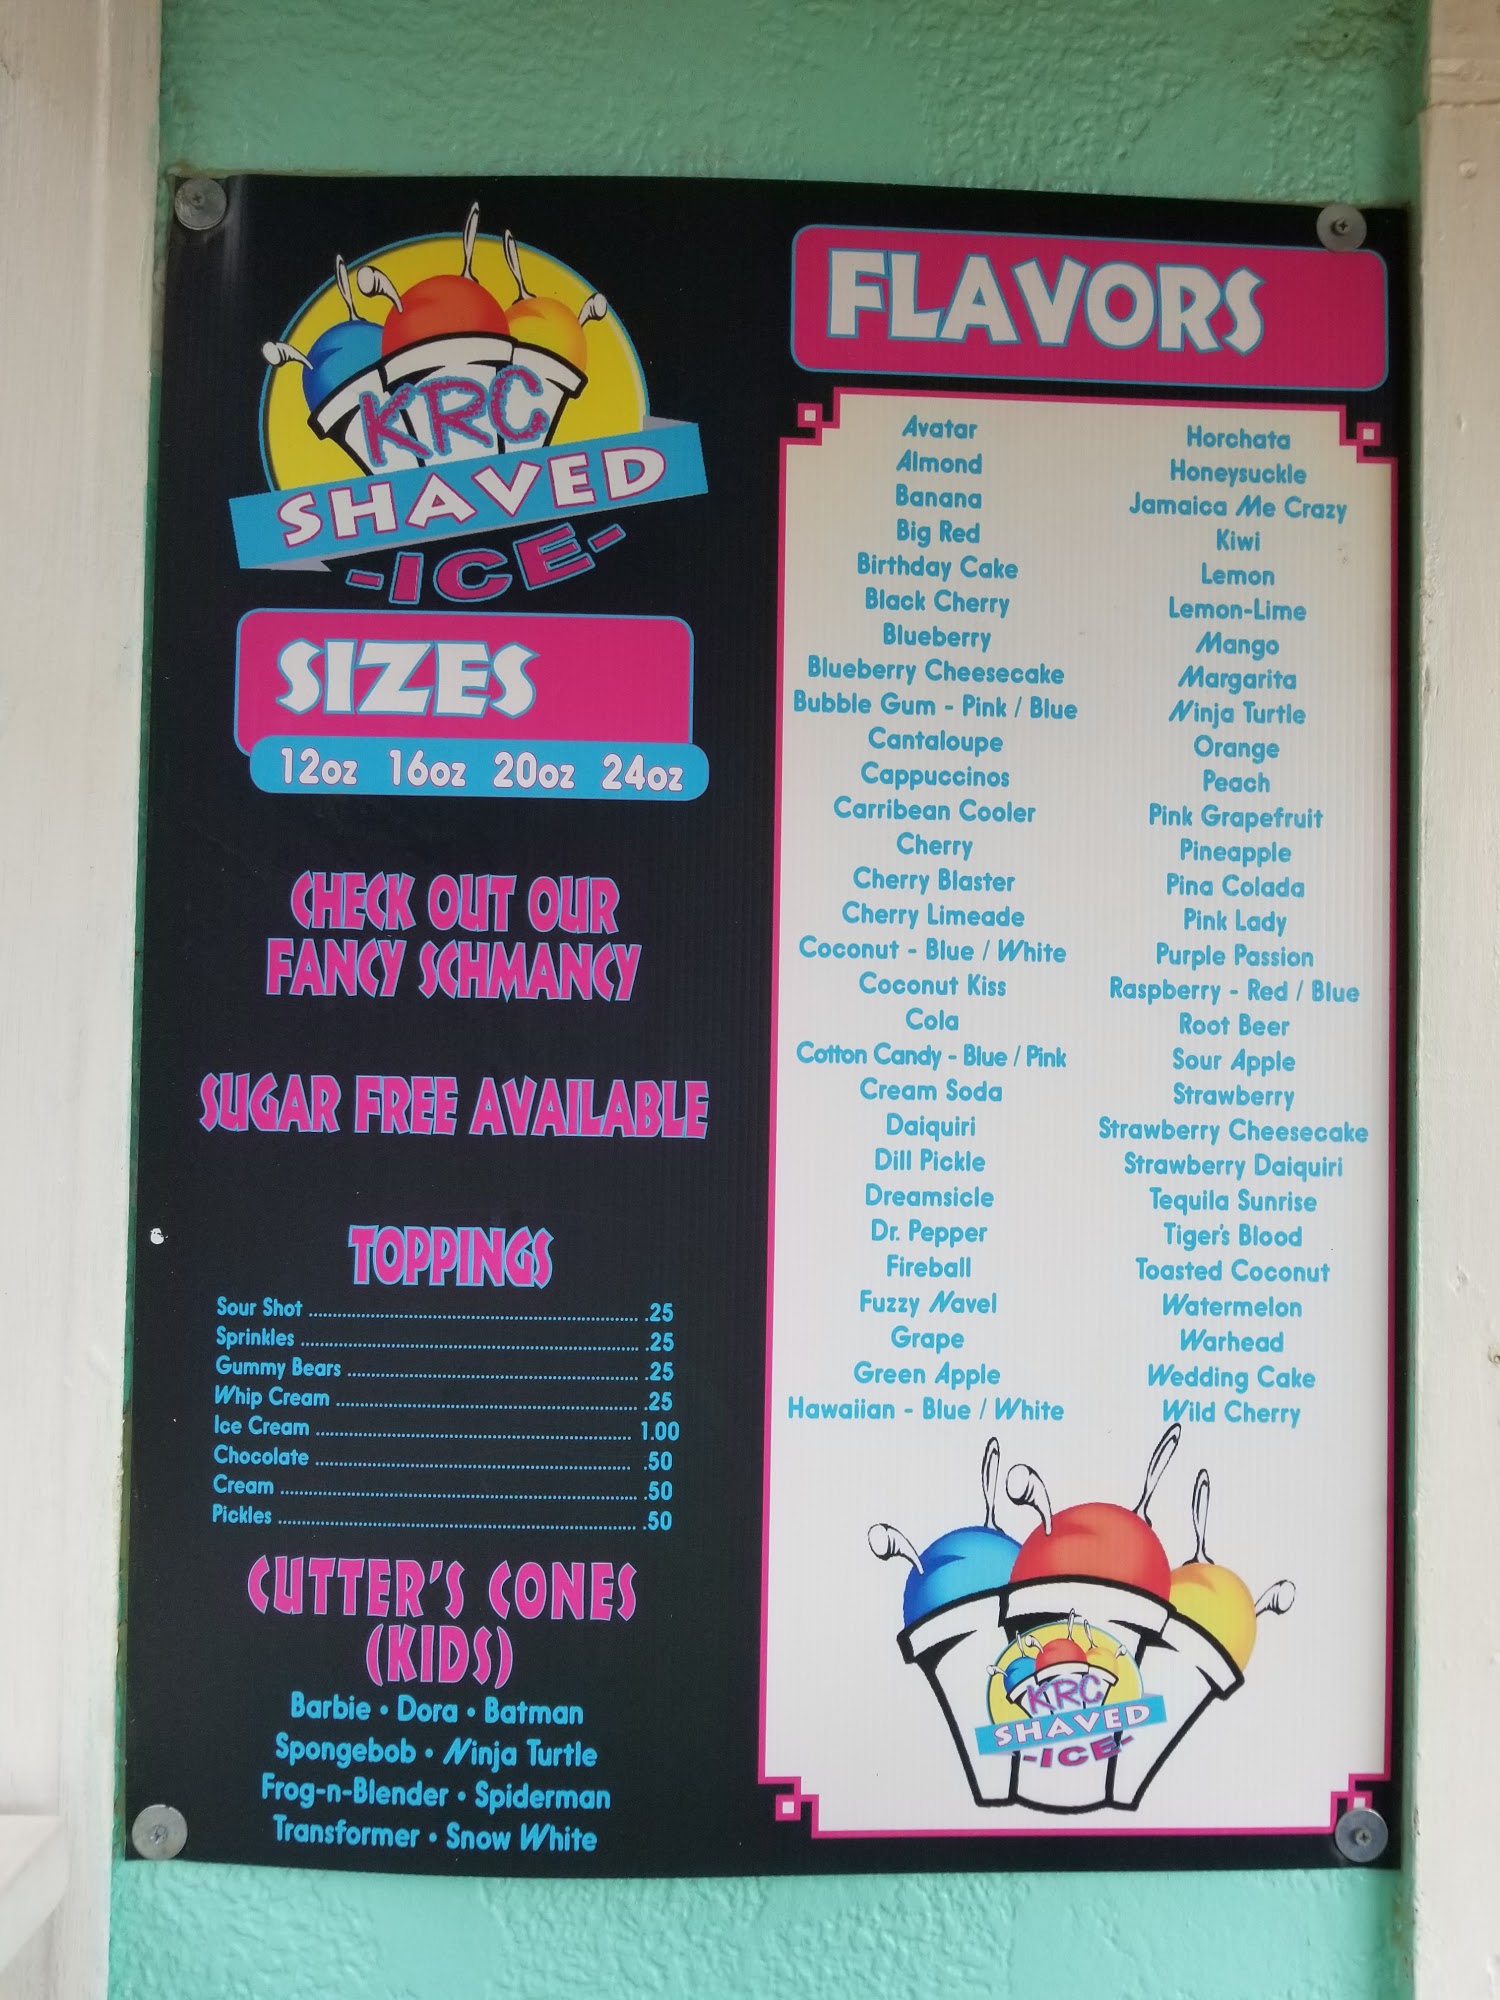 KRC
SHAVED
-ICE-
SIZES
12oz 16oz 20oz 24oz
CHECK OUT OUR
FANCY SCHMANCY
SUGAR FREE AVAILABLE
TOPPINGS
Sour Shot .25
Sprinkles .25
Gummy Bears .25
Whip Cream .25
Ice Cream 1.00
Chocolate .50
Cream .50
Pickles .50
CUTTER'S CONES
(KIDS)
Barbie • Dora • Batman
Spongebob • Ninja Turtle
Frog-n-Blender • Spiderman
Transformer • Snow White
FLAVORS
Avatar
Almond
Banana
Big Red
Birthday Cake
Black Cherry
Blueberry
Blueberry Cheesecake
Bubble Gum - Pink / Blue
Cantaloupe
Cappuccinos
Carribean Cooler
Cherry
Cherry Blaster
Cherry Limeade
Coconut - Blue / White
Coconut Kiss
Cola
Cotton Candy - Blue / Pink
Cream Soda
Daiquiri
Dill Pickle
Dreamsicle
Dr. Pepper
Fireball
Fuzzy Navel
Grape
Green Apple
Hawaiian - Blue / White
Horchata
Honeysuckle
Jamaica Me Crazy
Kiwi
Lemon
Lemon-Lime
Mango
Margarita
Ninja Turtle
Orange
Peach
Pink Grapefruit
Pineapple
Pina Colada
Pink Lady
Purple Passion
Raspberry - Red / Blue
Root Beer
Sour Apple
Strawberry
Strawberry Cheesecake
Strawberry Daiquiri
Tequila Sunrise
Tiger's Blood
Toasted Coconut
Watermelon
Warhead
Wedding Cake
Wild Cherry
KRC
SHAVED
-ICE-